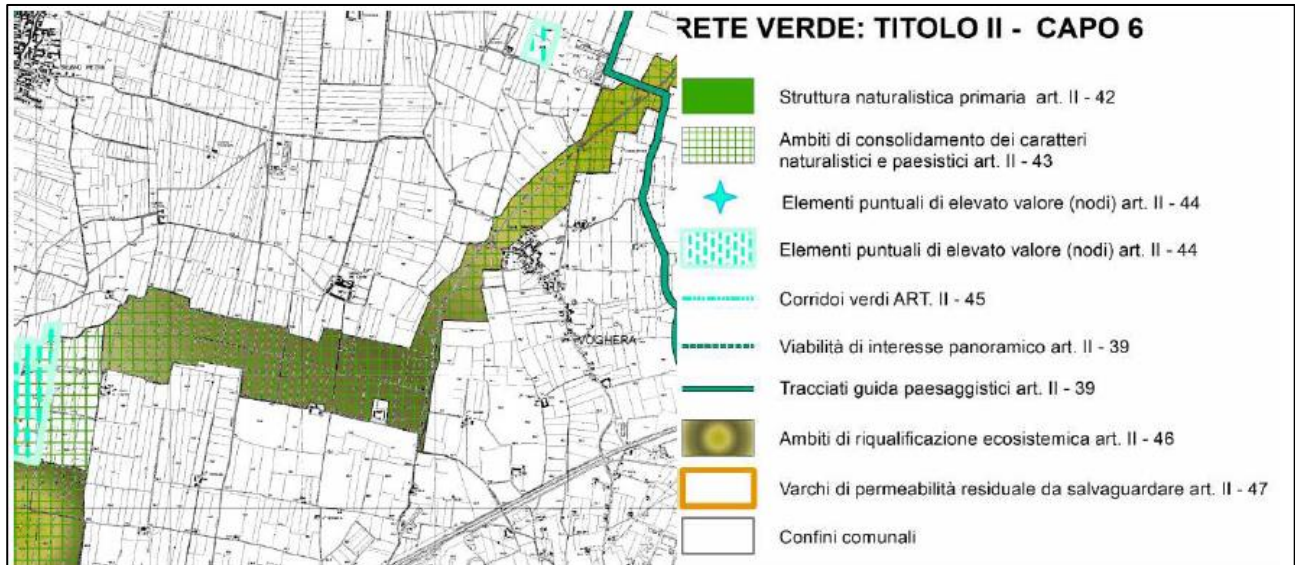 RETE VERDE: TITOLO II - CAPO 6
Struttura naturalistica primaria art. II - 42
Ambiti di consolidamento dei caratteri
naturalistici e paesistici art. II - 43
Elementi puntuali di elevato valore (nodi) art. II - 44
Elementi puntuali di elevato valore (nodi) art. II - 44
Corridoi verdi ART. II - 45
Viabilità di interesse panoramico art. II - 39
Tracciati guida paesaggistici art. II - 39
Ambiti di riqualificazione ecosistemica art. II - 46
Varchi di permeabilità residuale da salvaguardare art. II - 47
Confini comunali
VOGHERA